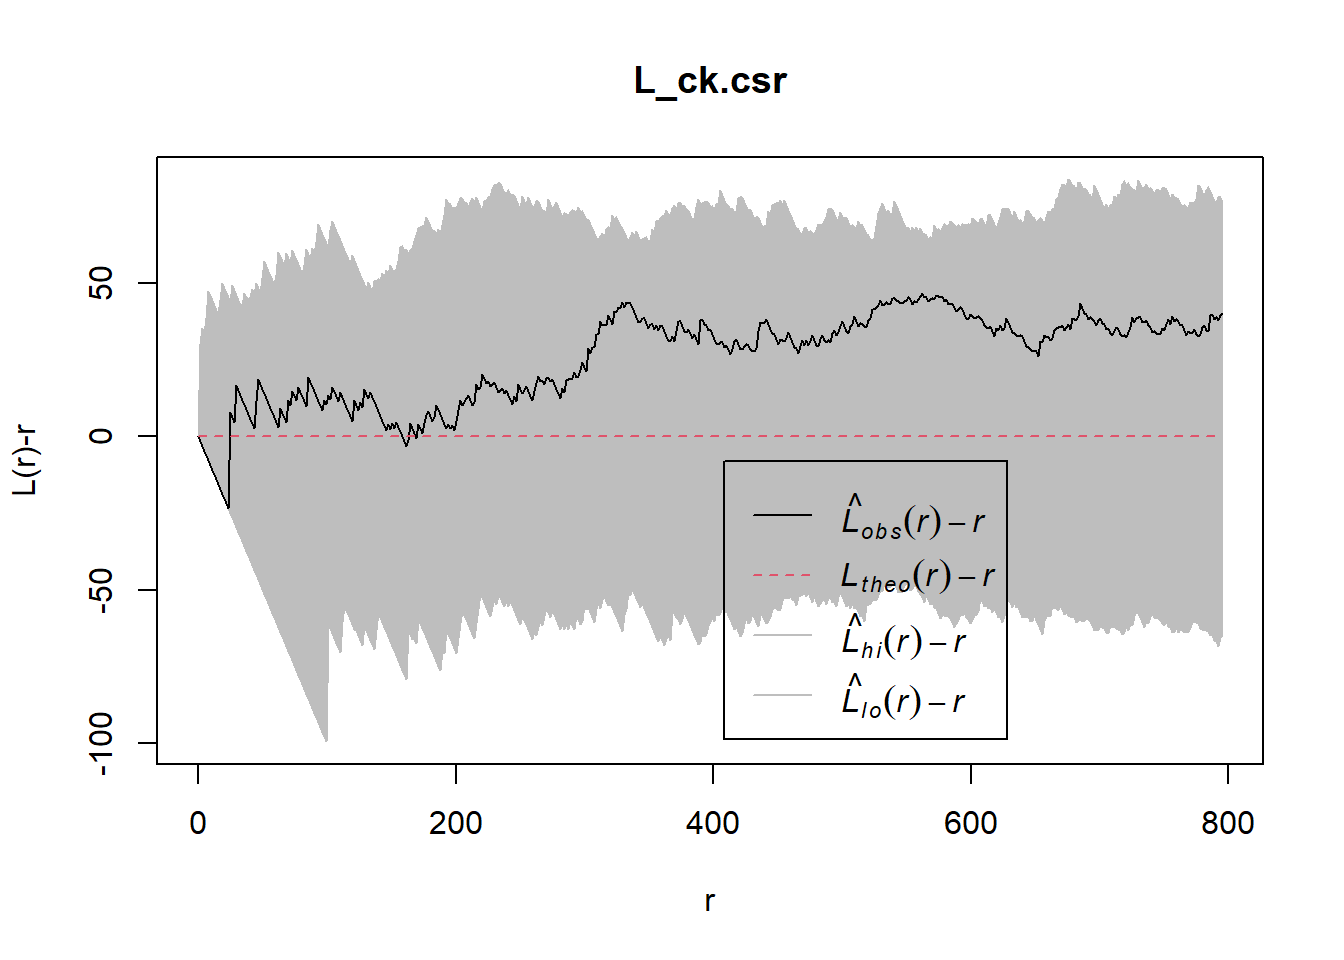 L_ck.csr
L(r)-r
50
0
-50
-100
L̂obs(r) − r
Ltheo(r) − r
L̂hi(r) − r
L̂lo(r) − r
0 200 400 600 800
r